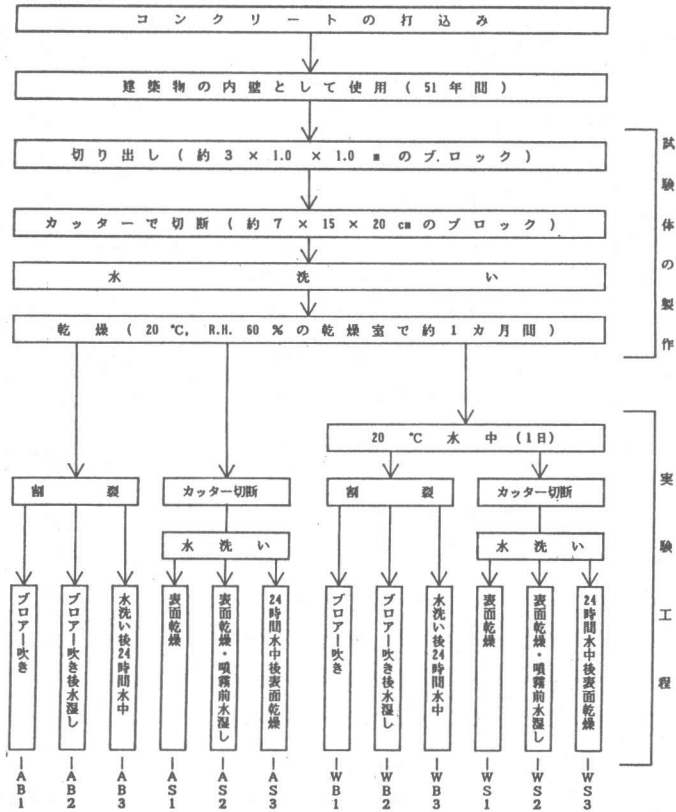 コンクリートの打込み
建築物の内壁として使用(51年間)
切り出し(約3×1.0×1.0mのブ.ロック)
カッターで切断(約7×15×20cmのブロック)
水洗い
乾燥(20℃, R.H. 60%の乾燥室で約1カ月間)
試験体の製作
20℃水中(1日)
割裂
カッター切断
割裂
カッター切断
水洗い
水洗い
ブロアー吹き
ブロアー吹き後水湿し
水洗い後24時間水中
表面乾燥
表面乾燥・噴霧前水湿し
24時間水中後表面乾燥
ブロアー吹き
ブロアー吹き後水湿し
水洗い後24時間水中
表面乾燥
表面乾燥・噴霧前水湿し
24時間水中後表面乾燥
実験工程
AB1
AB2
AB3
AS1
AS2
AS3
WB1
WB2
WB3
WS1
WS2
WS3